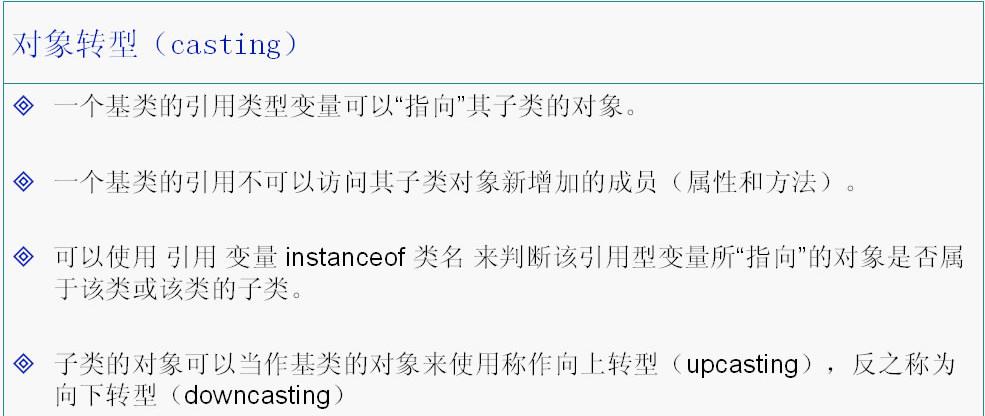 对象转型（casting）
一个基类的引用类型变量可以“指向”其子类的对象。
一个基类的引用不可以访问其子类对象新增加的成员（属性和方法）。
可以使用 引用 变量 instanceof 类名 来判断该引用型变量所“指向”的对象是否属
于该类或该类的子类。
子类的对象可以当作基类的对象来使用称作向上转型（upcasting），反之称为
向下转型（downcasting）